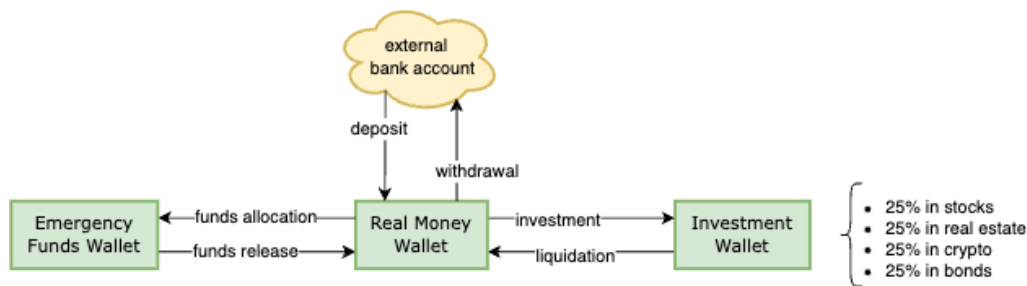 external
bank account
deposit
withdrawal
Emergency
Funds Wallet
funds allocation
funds release
Real Money
Wallet
investment
liquidation
Investment
Wallet
• 25% in stocks
• 25% in real estate
• 25% in crypto
• 25% in bonds